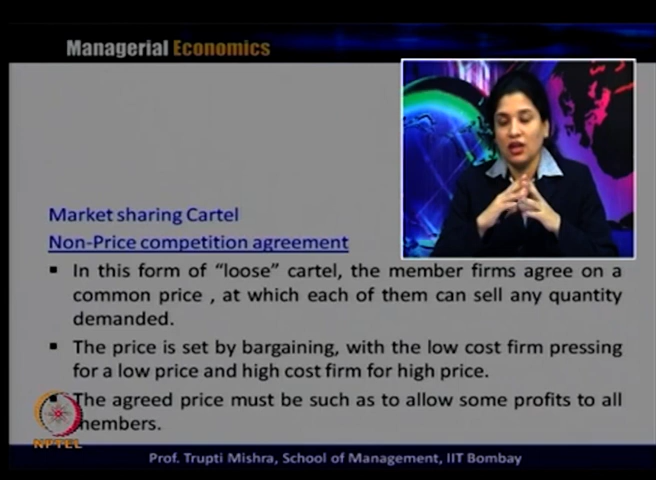 Managerial Economics
Market sharing Cartel
Non-Price competition agreement
▪ In this form of "loose" cartel, the member firms agree on a
common price , at which each of them can sell any quantity
demanded.
▪ The price is set by bargaining, with the low cost firm pressing
for a low price and high cost firm for high price.
The agreed price must be such as to allow some profits to all
members.
NPTEL
Prof. Trupti Mishra, School of Management, IIT Bombay